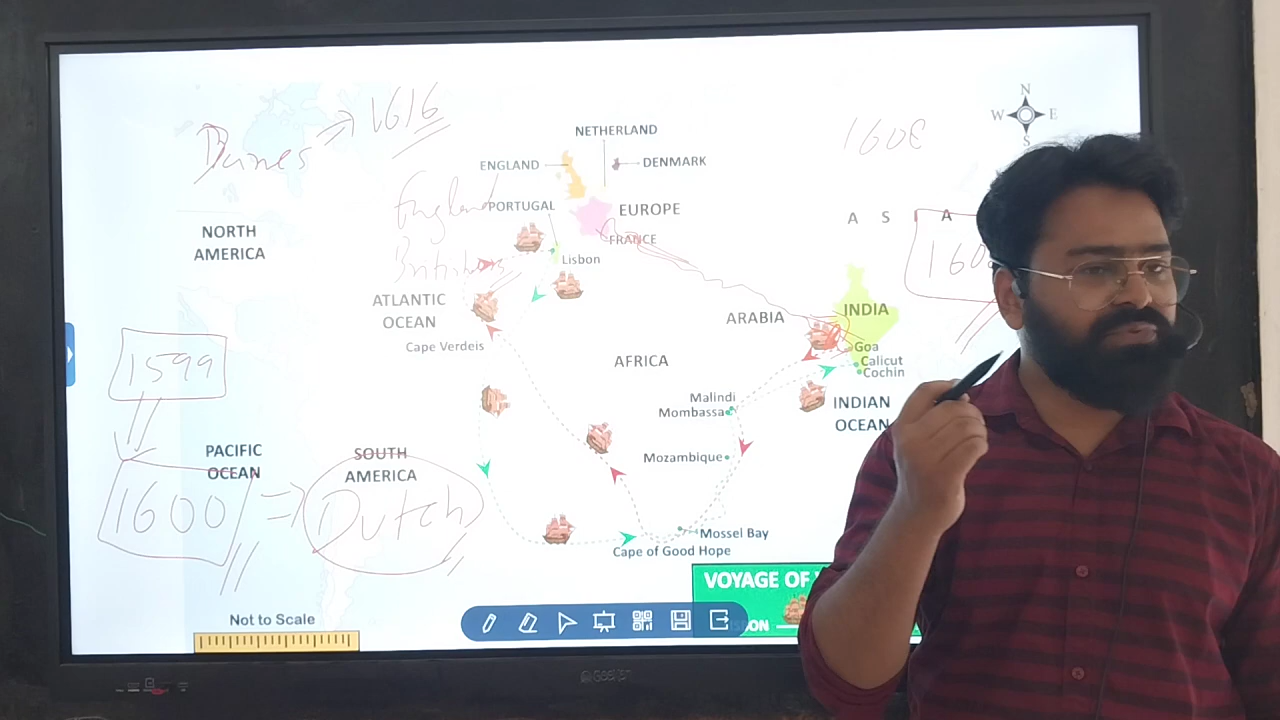 Danes ⇒ 1616
1608
N
W E
S
NETHERLAND
ENGLAND
DENMARK
England
PORTUGAL
EUROPE
FRANCE
ASIA
160
NORTH
AMERICA
Lisbon
ATLANTIC
OCEAN
Cape Verdeis
ARABIA
INDIA
Goa
Calicut
Cochin
AFRICA
1599
Malindi
Mombassa
INDIAN
OCEAN
Mozambique
PACIFIC
OCEAN
SOUTH
AMERICA
1600 ⇒ Dutch
Mossel Bay
Cape of Good Hope
VOYAGE OF
Not to Scale